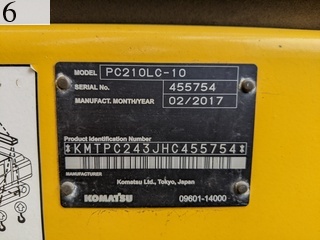 6
MODEL PC210LC-10
SERIAL No. 455754
MANUFACT. MONTH/YEAR 02/2017
Product Identification Number
*KMTPC243JHC455754*
MANUFACTURER
Komatsu Ltd., Tokyo, Japan
KOMATSU 09601-14000